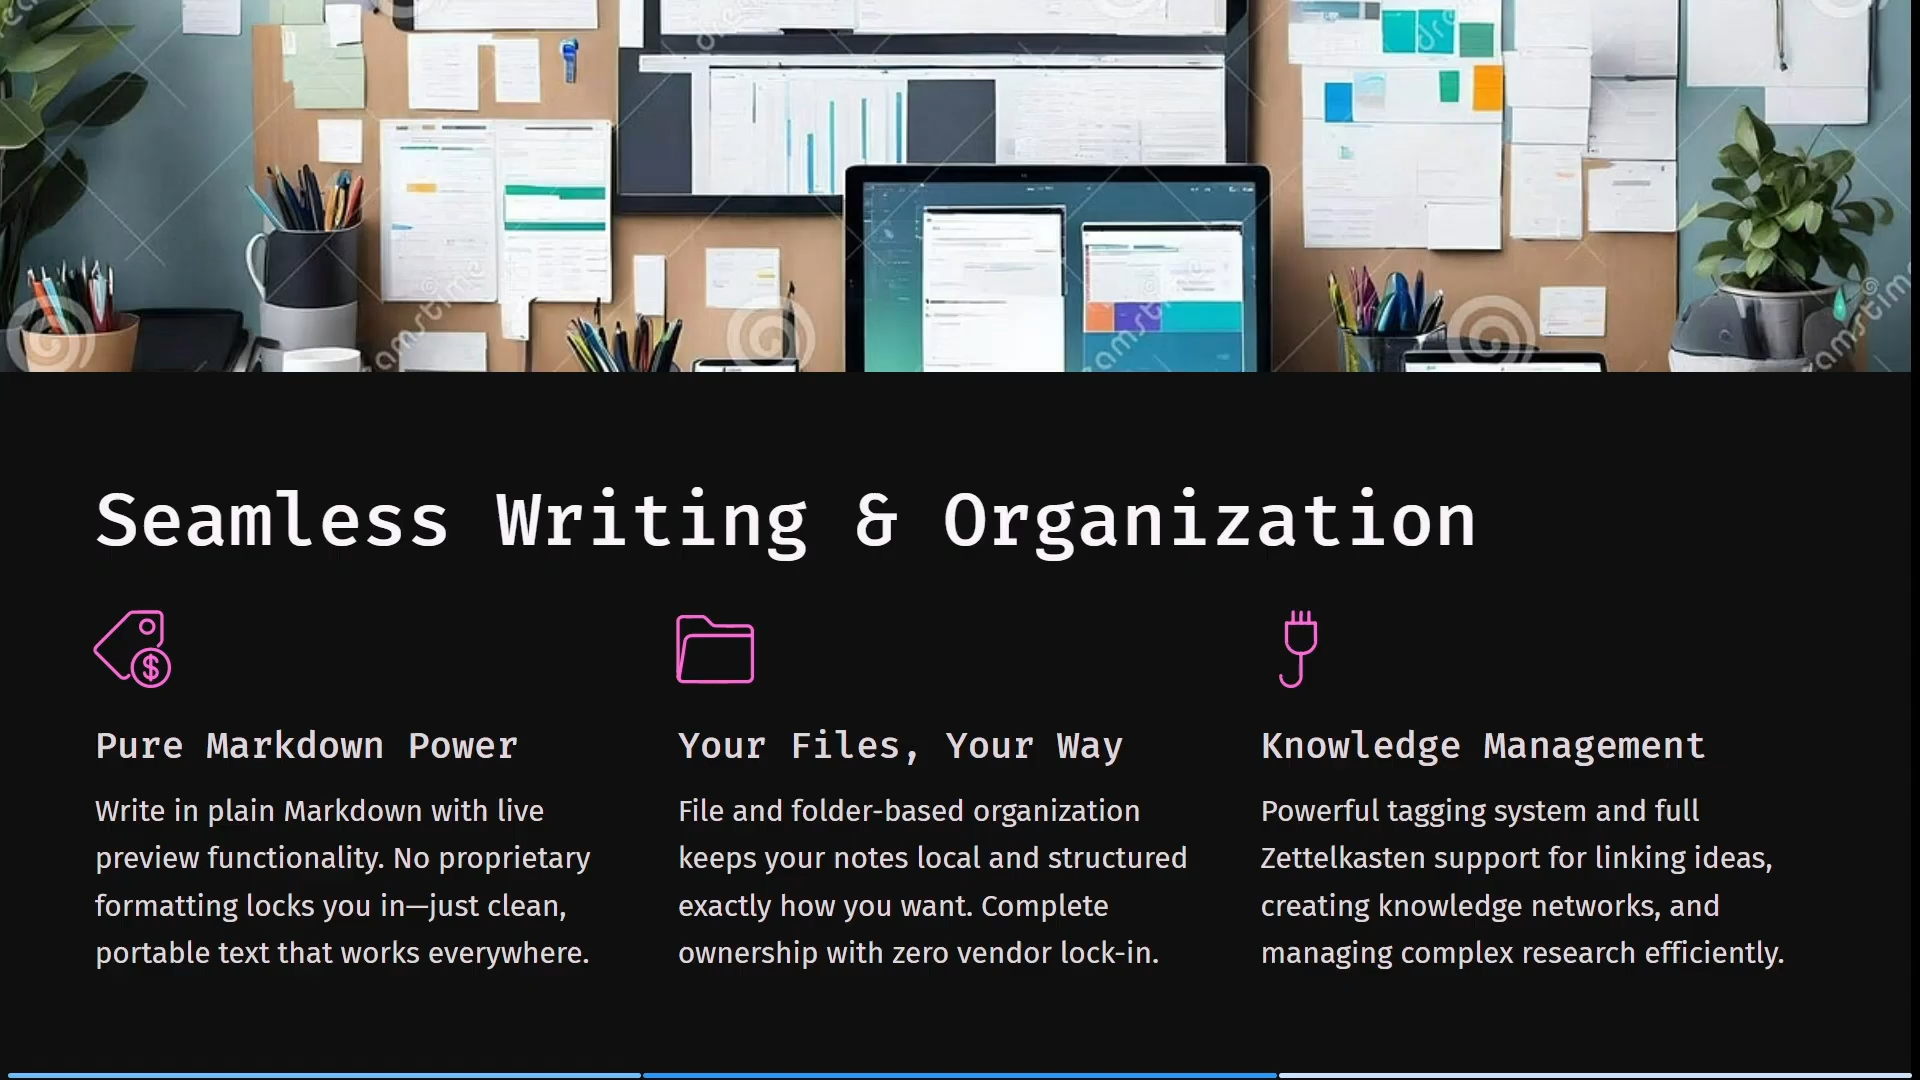 Seamless Writing & Organization
Pure Markdown Power
Write in plain Markdown with live
preview functionality. No proprietary
formatting locks you in—just clean,
portable text that works everywhere.
Your Files, Your Way
File and folder-based organization
keeps your notes local and structured
exactly how you want. Complete
ownership with zero vendor lock-in.
Knowledge Management
Powerful tagging system and full
Zettelkasten support for linking ideas,
creating knowledge networks, and
managing complex research efficiently.